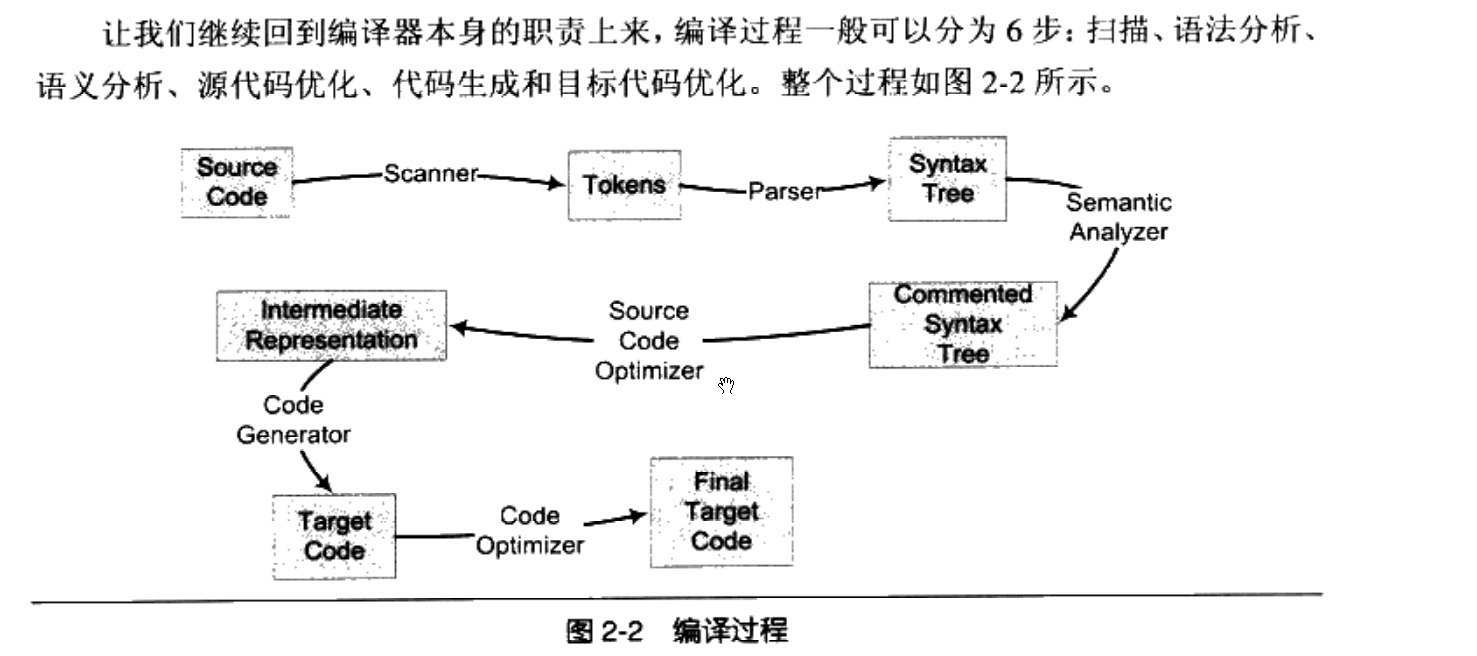 让我们继续回到编译器本身的职责上来，编译过程一般可以分为 6 步：扫描、语法分析、
语义分析、源代码优化、代码生成和目标代码优化。整个过程如图 2-2 所示。
Source
Code
Scanner
Tokens
Parser
Syntax
Tree
Semantic
Analyzer
Commented
Syntax
Tree
Source
Code
Optimizer
Intermediate
Representation
Code
Generator
Target
Code
Code
Optimizer
Final
Target
Code
图 2-2 编译过程